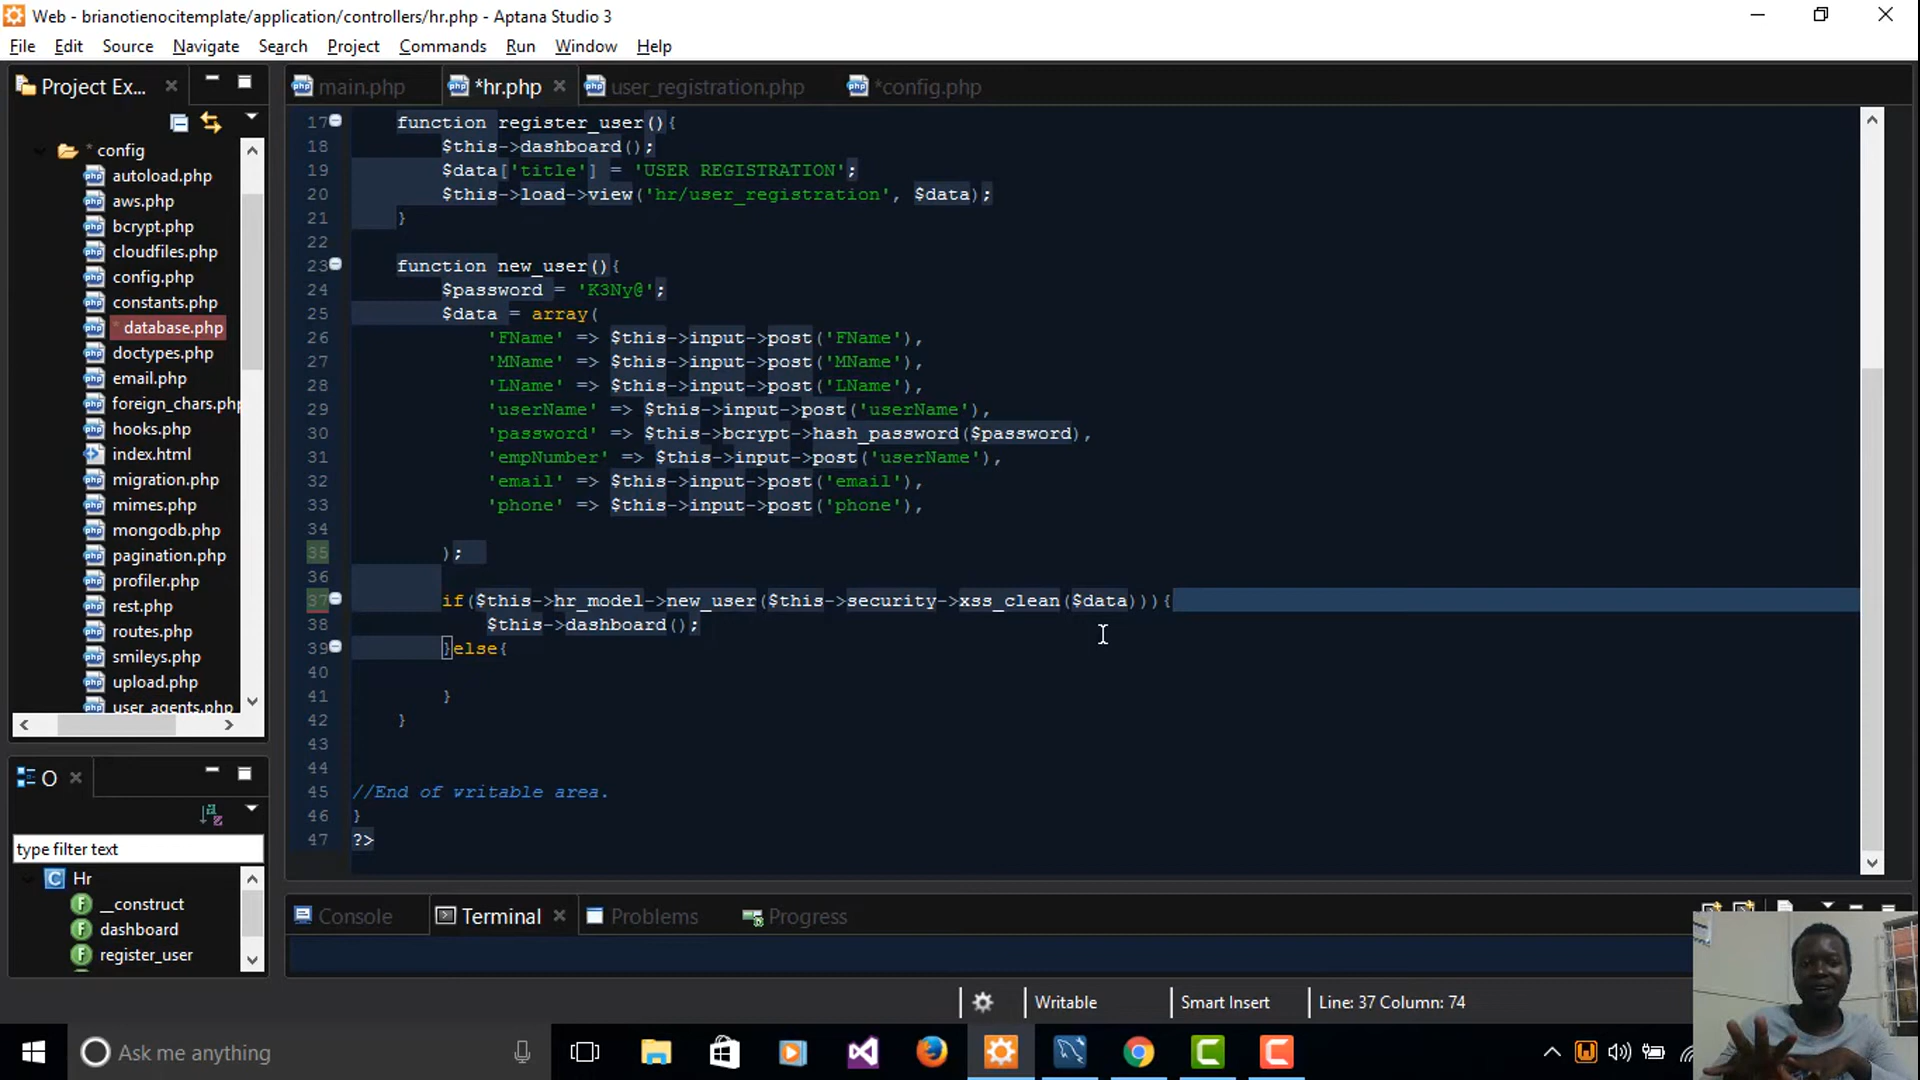 Web - brianotienocitemplate/application/controllers/hr.php - Aptana Studio 3
File Edit Source Navigate Search Project Commands Run Window Help
Project Ex...
main.php
*hr.php
user_registration.php
*config.php
* config
autoload.php
aws.php
bcrypt.php
cloudfiles.php
config.php
constants.php
* database.php
doctypes.php
email.php
foreign_chars.php
hooks.php
index.html
migration.php
mimes.php
mongodb.php
pagination.php
profiler.php
rest.php
routes.php
smileys.php
upload.php
user_agents.php
17 function register_user(){
18 $this->dashboard();
19 $data['title'] = 'USER REGISTRATION';
20 $this->load->view('hr/user_registration', $data);
21 }
22
23 function new_user(){
24 $password = 'K3Ny@';
25 $data = array(
26 'FName' => $this->input->post('FName'),
27 'MName' => $this->input->post('MName'),
28 'LName' => $this->input->post('LName'),
29 'userName' => $this->input->post('userName'),
30 'password' => $this->bcrypt->hash_password($password),
31 'empNumber' => $this->input->post('userName'),
32 'email' => $this->input->post('email'),
33 'phone' => $this->input->post('phone'),
34
35 );
36
37 if($this->hr_model->new_user($this->security->xss_clean($data))){
38 $this->dashboard();
39 }else{
40
41 }
42 }
43
44
45 //End of writable area.
46 }
47 ?>
O
type filter text
Hr
__construct
dashboard
register_user
Console
Terminal
Problems
Progress
Writable
Smart Insert
Line: 37 Column: 74
Ask me anything